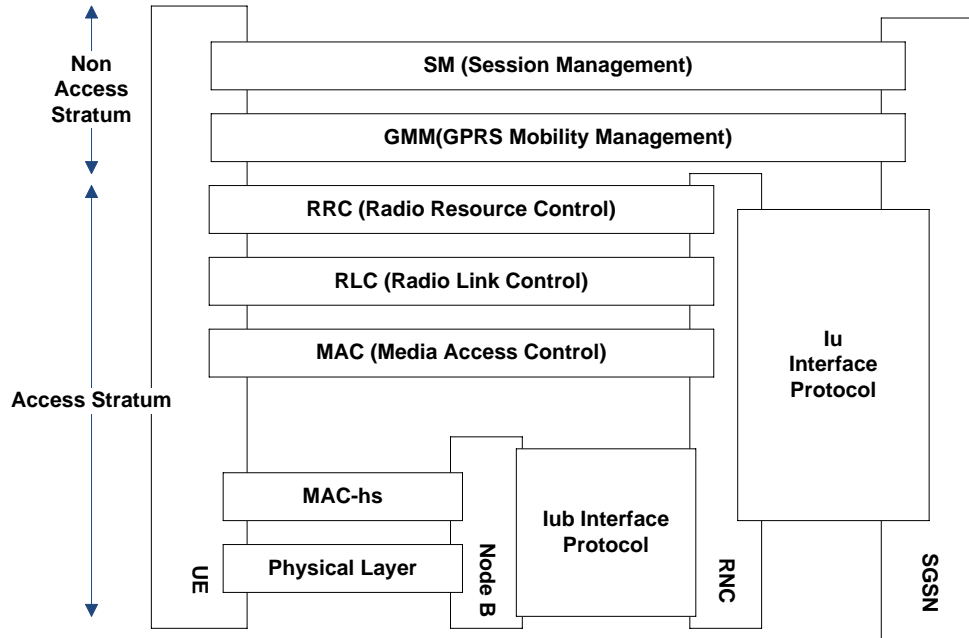 Non
Access
Stratum
SM (Session Management)
GMM(GPRS Mobility Management)
RRC (Radio Resource Control)
RLC (Radio Link Control)
MAC (Media Access Control)
Iu
Interface
Protocol
Access Stratum
MAC-hs
Physical Layer
Iub Interface
Protocol
UE
Node B
RNC
SGSN